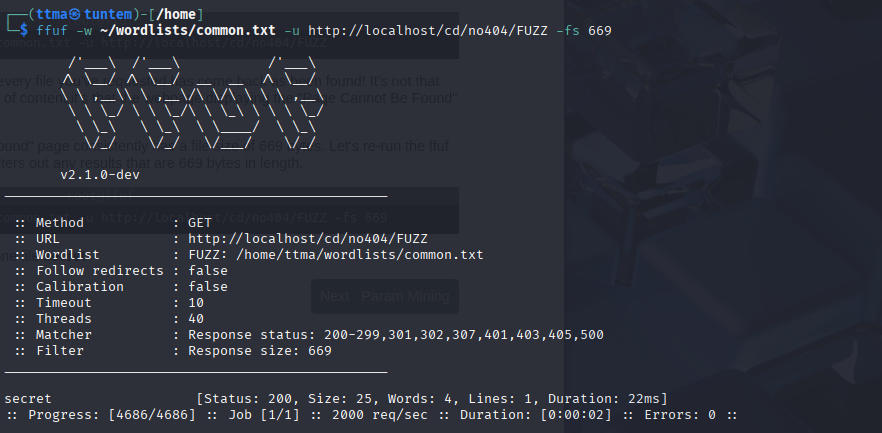 ┌──(ttma㉿tuntem)-[/home]
└─$ ffuf -w ~/wordlists/common.txt -u http://localhost/cd/no404/FUZZ -fs 669
v2.1.0-dev
:: Method : GET
:: URL : http://localhost/cd/no404/FUZZ
:: Wordlist : FUZZ: /home/ttma/wordlists/common.txt
:: Follow redirects : false
:: Calibration : false
:: Timeout : 10
:: Threads : 40
:: Matcher : Response status: 200-299,301,302,307,401,403,405,500
:: Filter : Response size: 669
Next Param Mining
secret [Status: 200, Size: 25, Words: 4, Lines: 1, Duration: 22ms]
:: Progress: [4686/4686] :: Job [1/1] :: 2000 req/sec :: Duration: [0:00:02] :: Errors: 0 ::